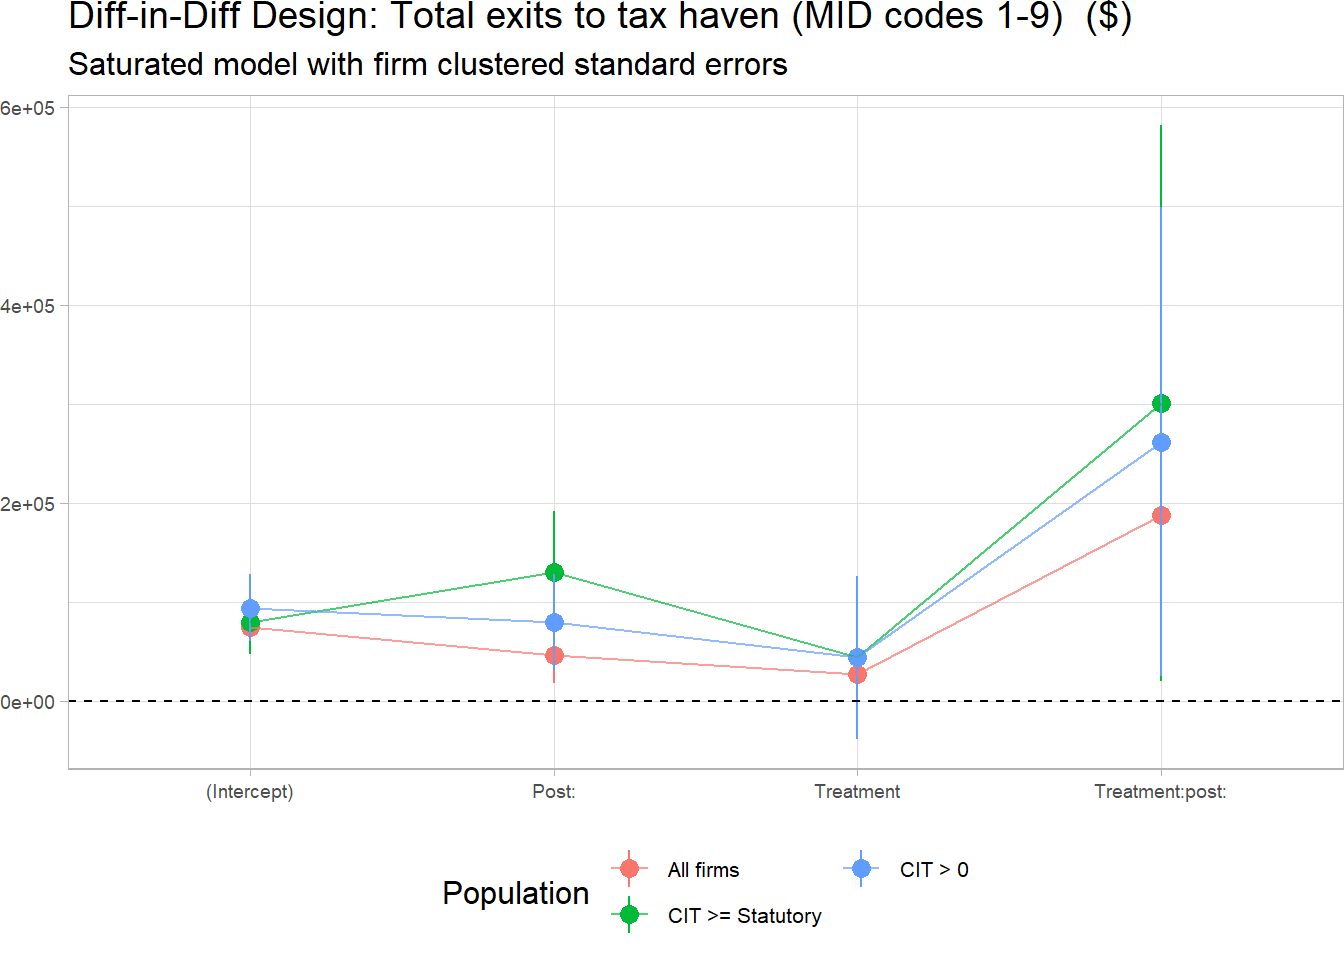 Diff-in-Diff Design: Total exits to tax haven (MID codes 1-9)  ($)
Saturated model with firm clustered standard errors
6e+05
4e+05
2e+05
0e+00
(Intercept)
Post:
Treatment
Treatment:post:
Population
All firms
CIT >= Statutory
CIT > 0